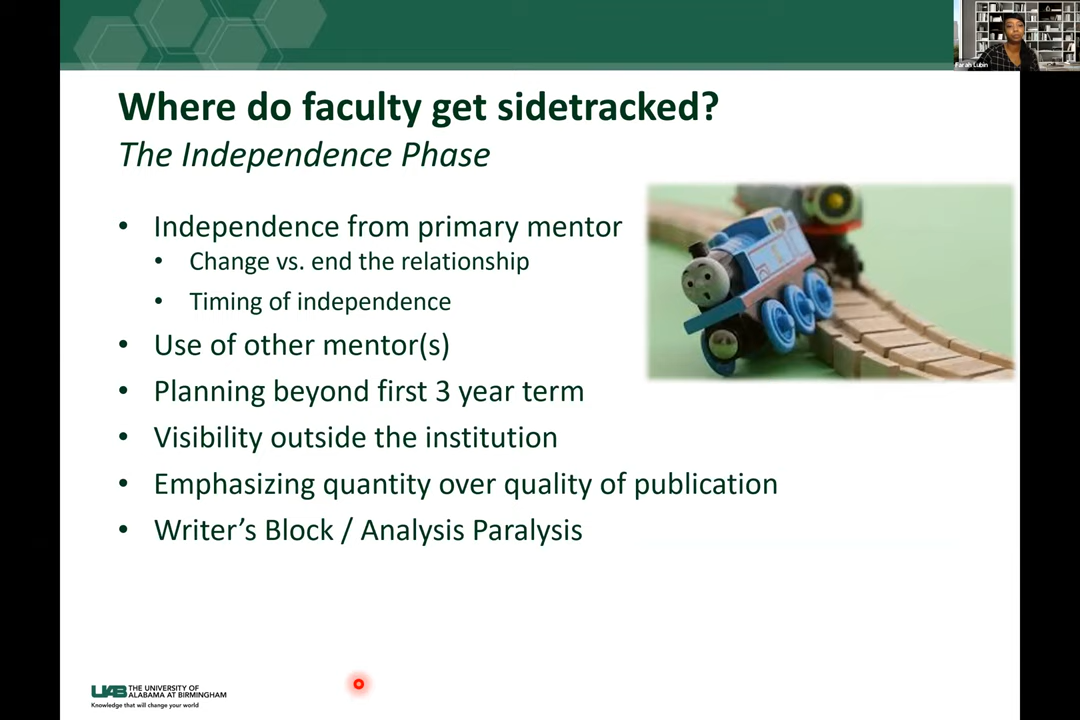 Farah Lubin
Where do faculty get sidetracked?
The Independence Phase
• Independence from primary mentor
• Change vs. end the relationship
• Timing of independence
• Use of other mentor(s)
• Planning beyond first 3 year term
• Visibility outside the institution
• Emphasizing quantity over quality of publication
• Writer’s Block / Analysis Paralysis
UAB THE UNIVERSITY OF
ALABAMA AT BIRMINGHAM
Knowledge that will change your world